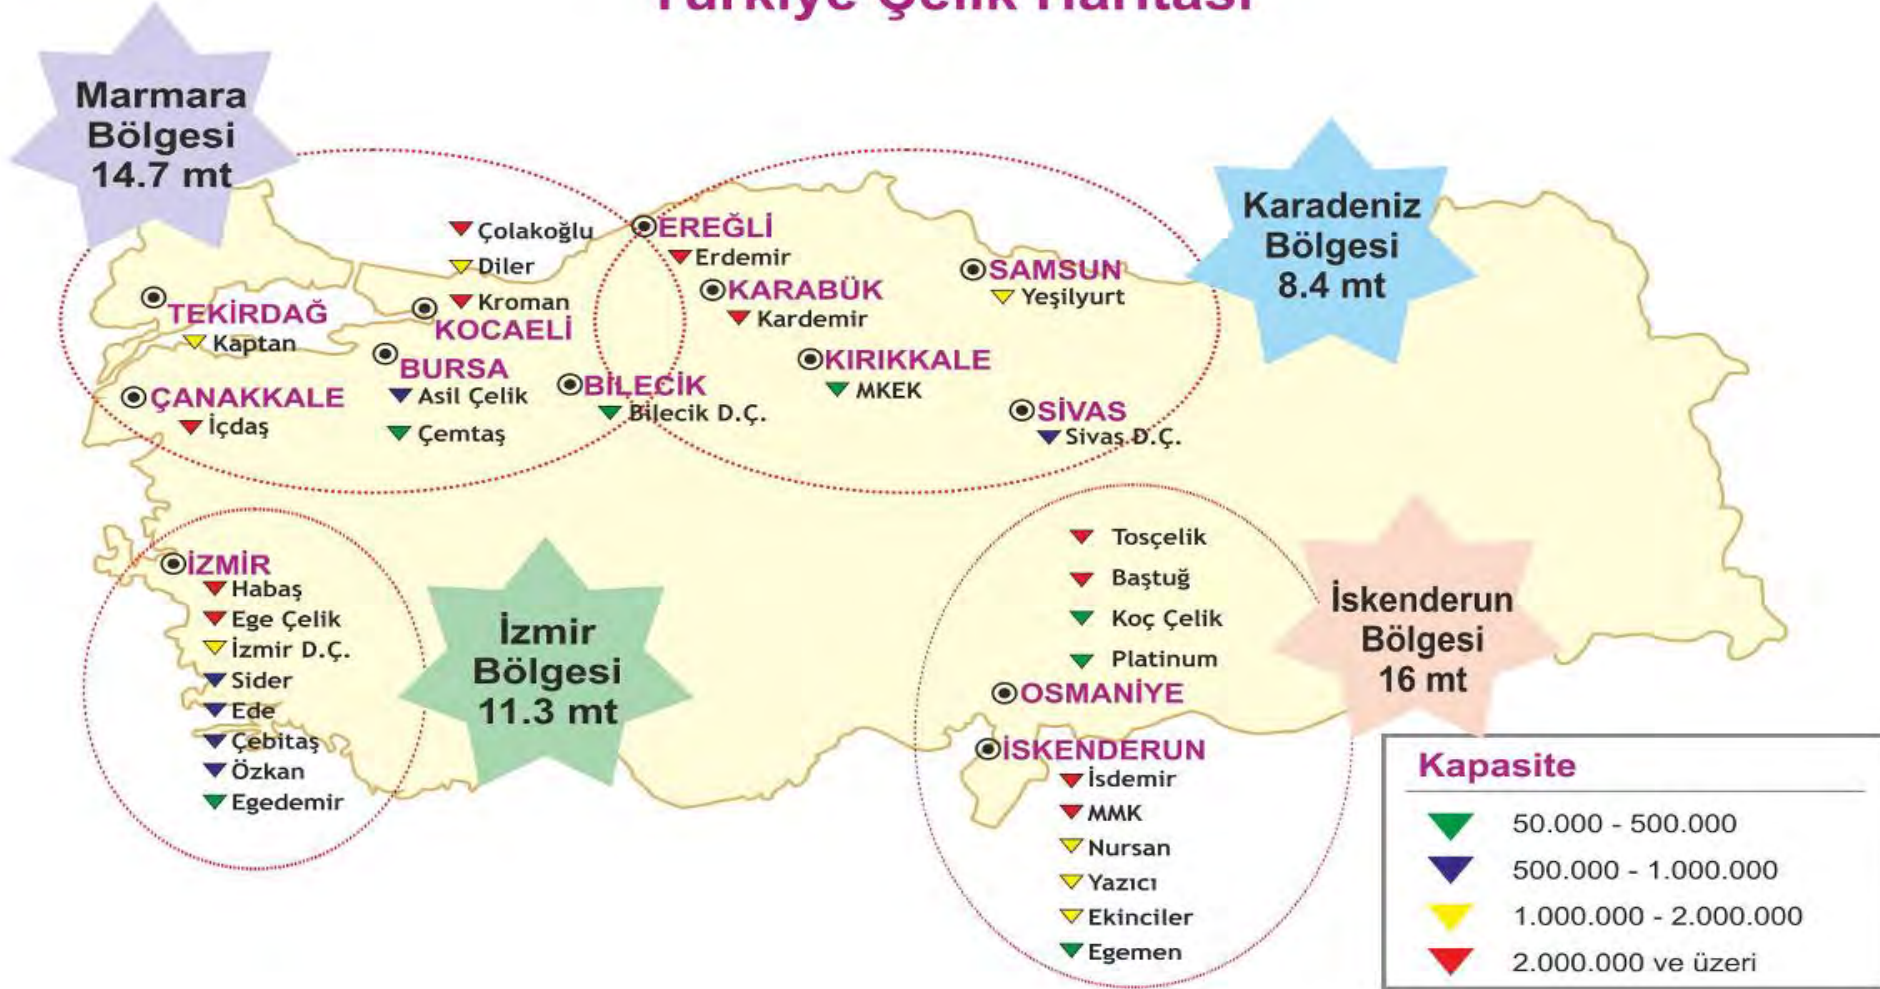 Türkiye Çelik Haritası
Marmara
Bölgesi
14.7 mt
Karadeniz
Bölgesi
8.4 mt
Çolakoğlu
Diler
Kroman
KOCAELİ
TEKİRDAĞ
Kaptan
BURSA
Asil Çelik
Çemtaş
ÇANAKKALE
İçdaş
BİLECİK
Bilecik D.Ç.
EREĞLİ
Erdemir
KARABÜK
Kardemir
SAMSUN
Yeşilyurt
KIRIKKALE
MKEK
SİVAS
Sivas D.Ç.
İZMİR
Habaş
Ege Çelik
İzmir D.Ç.
Sider
Ede
Çebitaş
Özkan
Egedemir
İzmir
Bölgesi
11.3 mt
Tosçelik
Baştuğ
Koç Çelik
Platinum
OSMANİYE
İSKENDERUN
İsdemir
MMK
Nursan
Yazıcı
Ekinciler
Egemen
İskenderun
Bölgesi
16 mt
Kapasite
50.000 - 500.000
500.000 - 1.000.000
1.000.000 - 2.000.000
2.000.000 ve üzeri